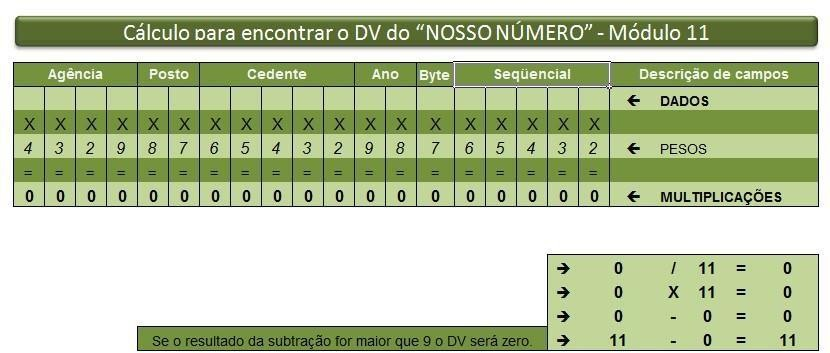 Cálculo para encontrar o DV do “NOSSO NÚMERO” - Módulo 11
Agência Posto Cedente Ano Byte Seqüencial Descrição de campos
🡸 DADOS
X X X X X X X X X X X X X X X X X X
4 3 2 9 8 7 6 5 4 3 2 9 8 7 6 5 4 3 2 🡸 PESOS
= = = = = = = = = = = = = = = = = = =
0 0 0 0 0 0 0 0 0 0 0 0 0 0 0 0 0 0 0 🡸 MULTIPLICAÇÕES
→ 0 / 11 = 0
→ 0 X 11 = 0
→ 0 - 0 = 0
Se o resultado da subtração for maior que 9 o DV será zero. → 11 - 0 = 11